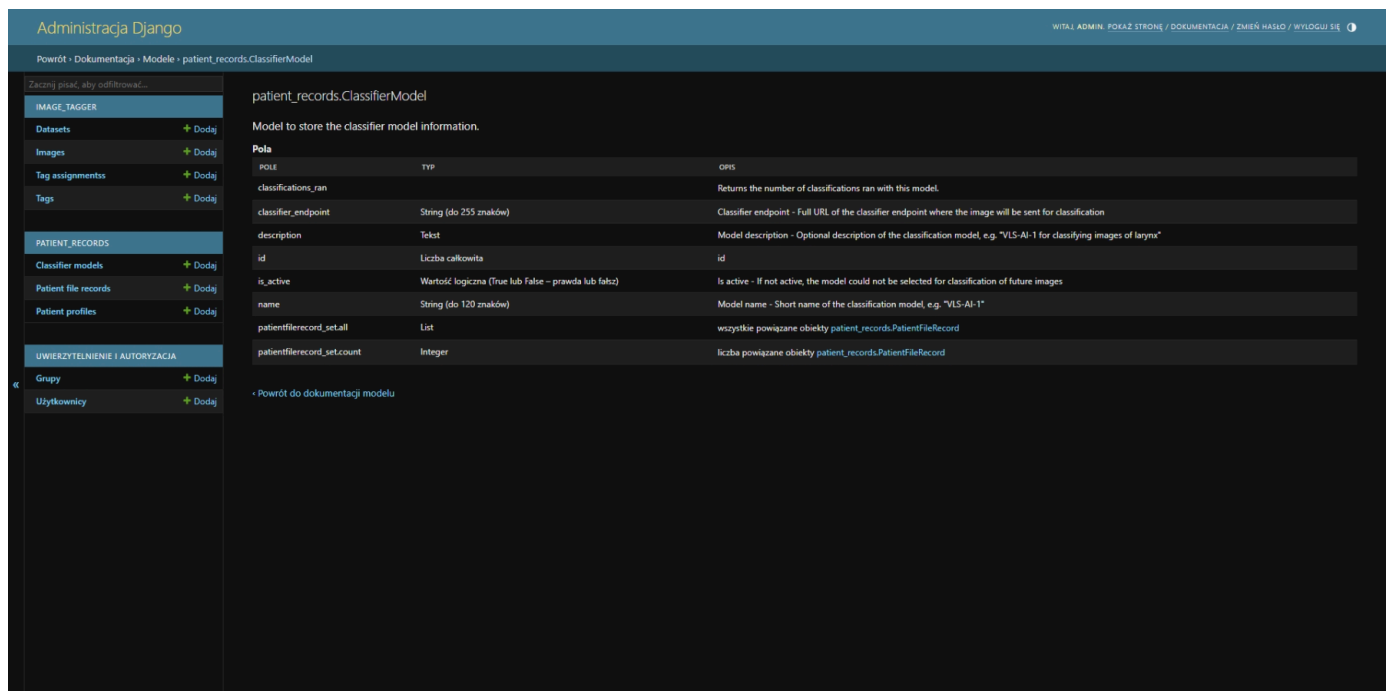 Administracja Django
WITAJ, ADMIN. POKAŻ STRONĘ / DOKUMENTACJA / ZMIEŃ HASŁO / WYLOGUJ SIĘ
Powrót › Dokumentacja › Modele › patient_records.ClassifierModel
Zacznij pisać, aby odfiltrować...
IMAGE_TAGGER
Datasets + Dodaj
Images + Dodaj
Tag assignmentss + Dodaj
Tags + Dodaj
PATIENT_RECORDS
Classifier models + Dodaj
Patient file records + Dodaj
Patient profiles + Dodaj
UWIERZYTELNIENIE I AUTORYZACJA
Grupy + Dodaj
Użytkownicy + Dodaj
«
patient_records.ClassifierModel
Model to store the classifier model information.
Pola
POLE TYP OPIS
classifications_ran Returns the number of classifications ran with this model.
classifier_endpoint String (do 255 znaków) Classifier endpoint - Full URL of the classifier endpoint where the image will be sent for classification
description Tekst Model description - Optional description of the classification model, e.g. "VLS-AI-1 for classifying images of larynx"
id Liczba całkowita id
is_active Wartość logiczna (True lub False – prawda lub fałsz) Is active - If not active, the model could not be selected for classification of future images
name String (do 120 znaków) Model name - Short name of the classification model, e.g. "VLS-AI-1"
patientfilerecord_set.all List wszystkie powiązane obiekty patient_records.PatientFileRecord
patientfilerecord_set.count Integer liczba powiązane obiekty patient_records.PatientFileRecord
‹ Powrót do dokumentacji modelu